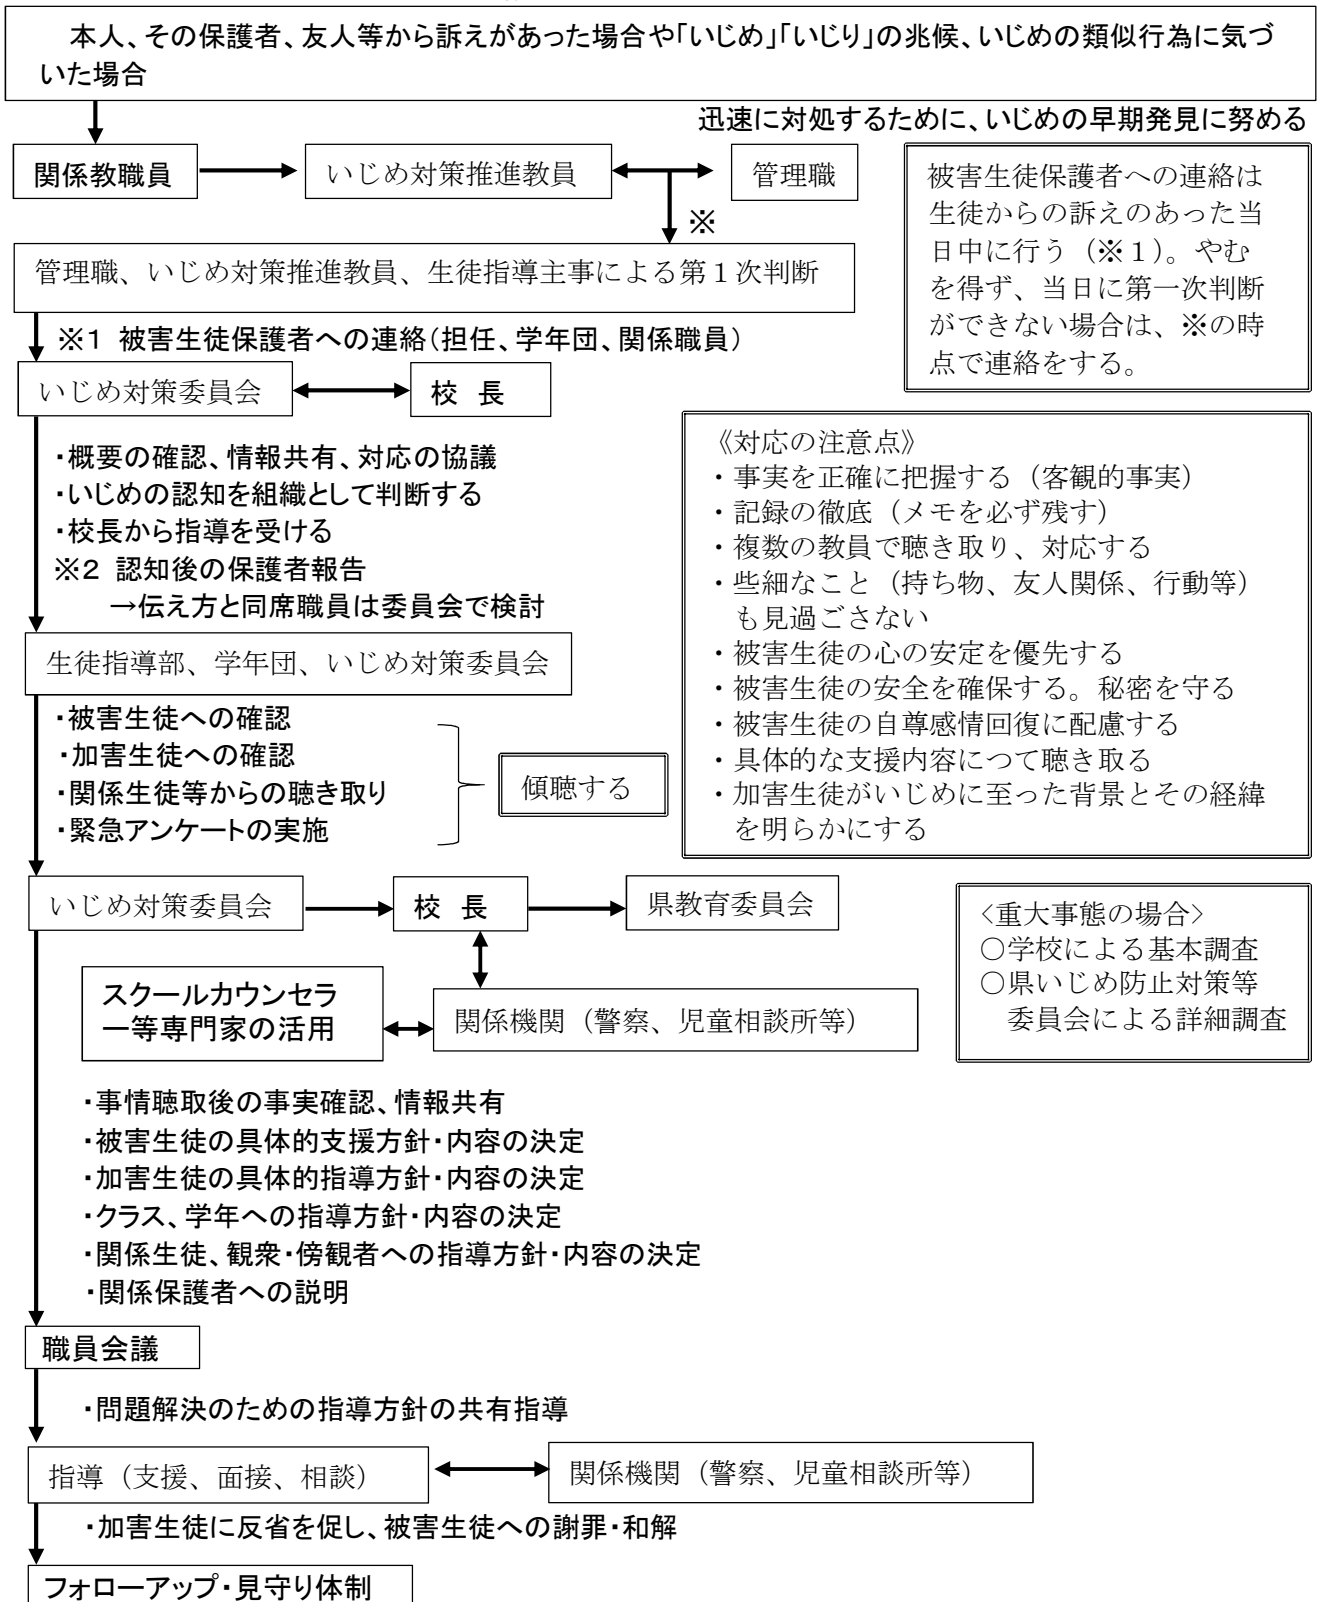 本人、その保護者、友人等から訴えがあった場合や「いじめ」「いじり」の兆候、いじめの類似行為に気づ
いた場合
迅速に対処するために、いじめの早期発見に努める
関係教職員
いじめ対策推進教員
管理職
※
被害生徒保護者への連絡は
生徒からの訴えのあった当
日中に行う（※１）。やむ
を得ず、当日に第一次判断
ができない場合は、※の時
点で連絡をする。
管理職、いじめ対策推進教員、生徒指導主事による第１次判断
※１ 被害生徒保護者への連絡（担任、学年団、関係職員）
いじめ対策委員会
校 長
・概要の確認、情報共有、対応の協議
・いじめの認知を組織として判断する
・校長から指導を受ける
※２ 認知後の保護者報告
→伝え方と同席職員は委員会で検討
《対応の注意点》
・事実を正確に把握する（客観的事実）
・記録の徹底（メモを必ず残す）
・複数の教員で聴き取り、対応する
・些細なこと（持ち物、友人関係、行動等）
も見過ごさない
・被害生徒の心の安定を優先する
・被害生徒の安全を確保する。秘密を守る
・被害生徒の自尊感情回復に配慮する
・具体的な支援内容につて聴き取る
・加害生徒がいじめに至った背景とその経緯
を明らかにする
生徒指導部、学年団、いじめ対策委員会
・被害生徒への確認
・加害生徒への確認
・関係生徒等からの聴き取り
・緊急アンケートの実施
傾聴する
いじめ対策委員会
校 長
県教育委員会
<重大事態の場合>
○学校による基本調査
○県いじめ防止対策等
委員会による詳細調査
スクールカウンセラ
ー等専門家の活用
関係機関（警察、児童相談所等）
・事情聴取後の事実確認、情報共有
・被害生徒の具体的支援方針・内容の決定
・加害生徒の具体的指導方針・内容の決定
・クラス、学年への指導方針・内容の決定
・関係生徒、観衆・傍観者への指導方針・内容の決定
・関係保護者への説明
職員会議
・問題解決のための指導方針の共有指導
指導（支援、面接、相談）
関係機関（警察、児童相談所等）
・加害生徒に反省を促し、被害生徒への謝罪・和解
フォローアップ・見守り体制